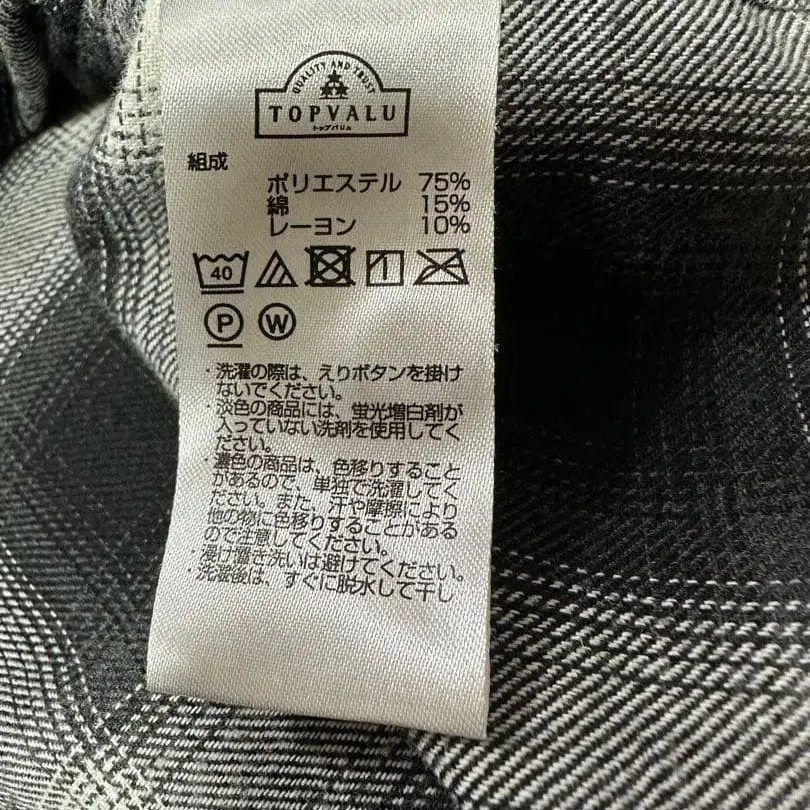 QUALITY AND TRUST
TOPVALU
トップバリュ
組成
ポリエステル 75%
綿 15%
レーヨン 10%
40
P W
・洗濯の際は、えりボタンを掛け
ないでください。
・淡色の商品には、蛍光増白剤が
入っていない洗剤を使用してく
ださい。
・濃色の商品は、色移りすること
があるので、単独で洗濯してく
ださい。また、汗や摩擦により
他の物に色移りすることがある
ので注意してください。
・浸け置き洗いは避けてください。
・洗濯後は、すぐに脱水して干し